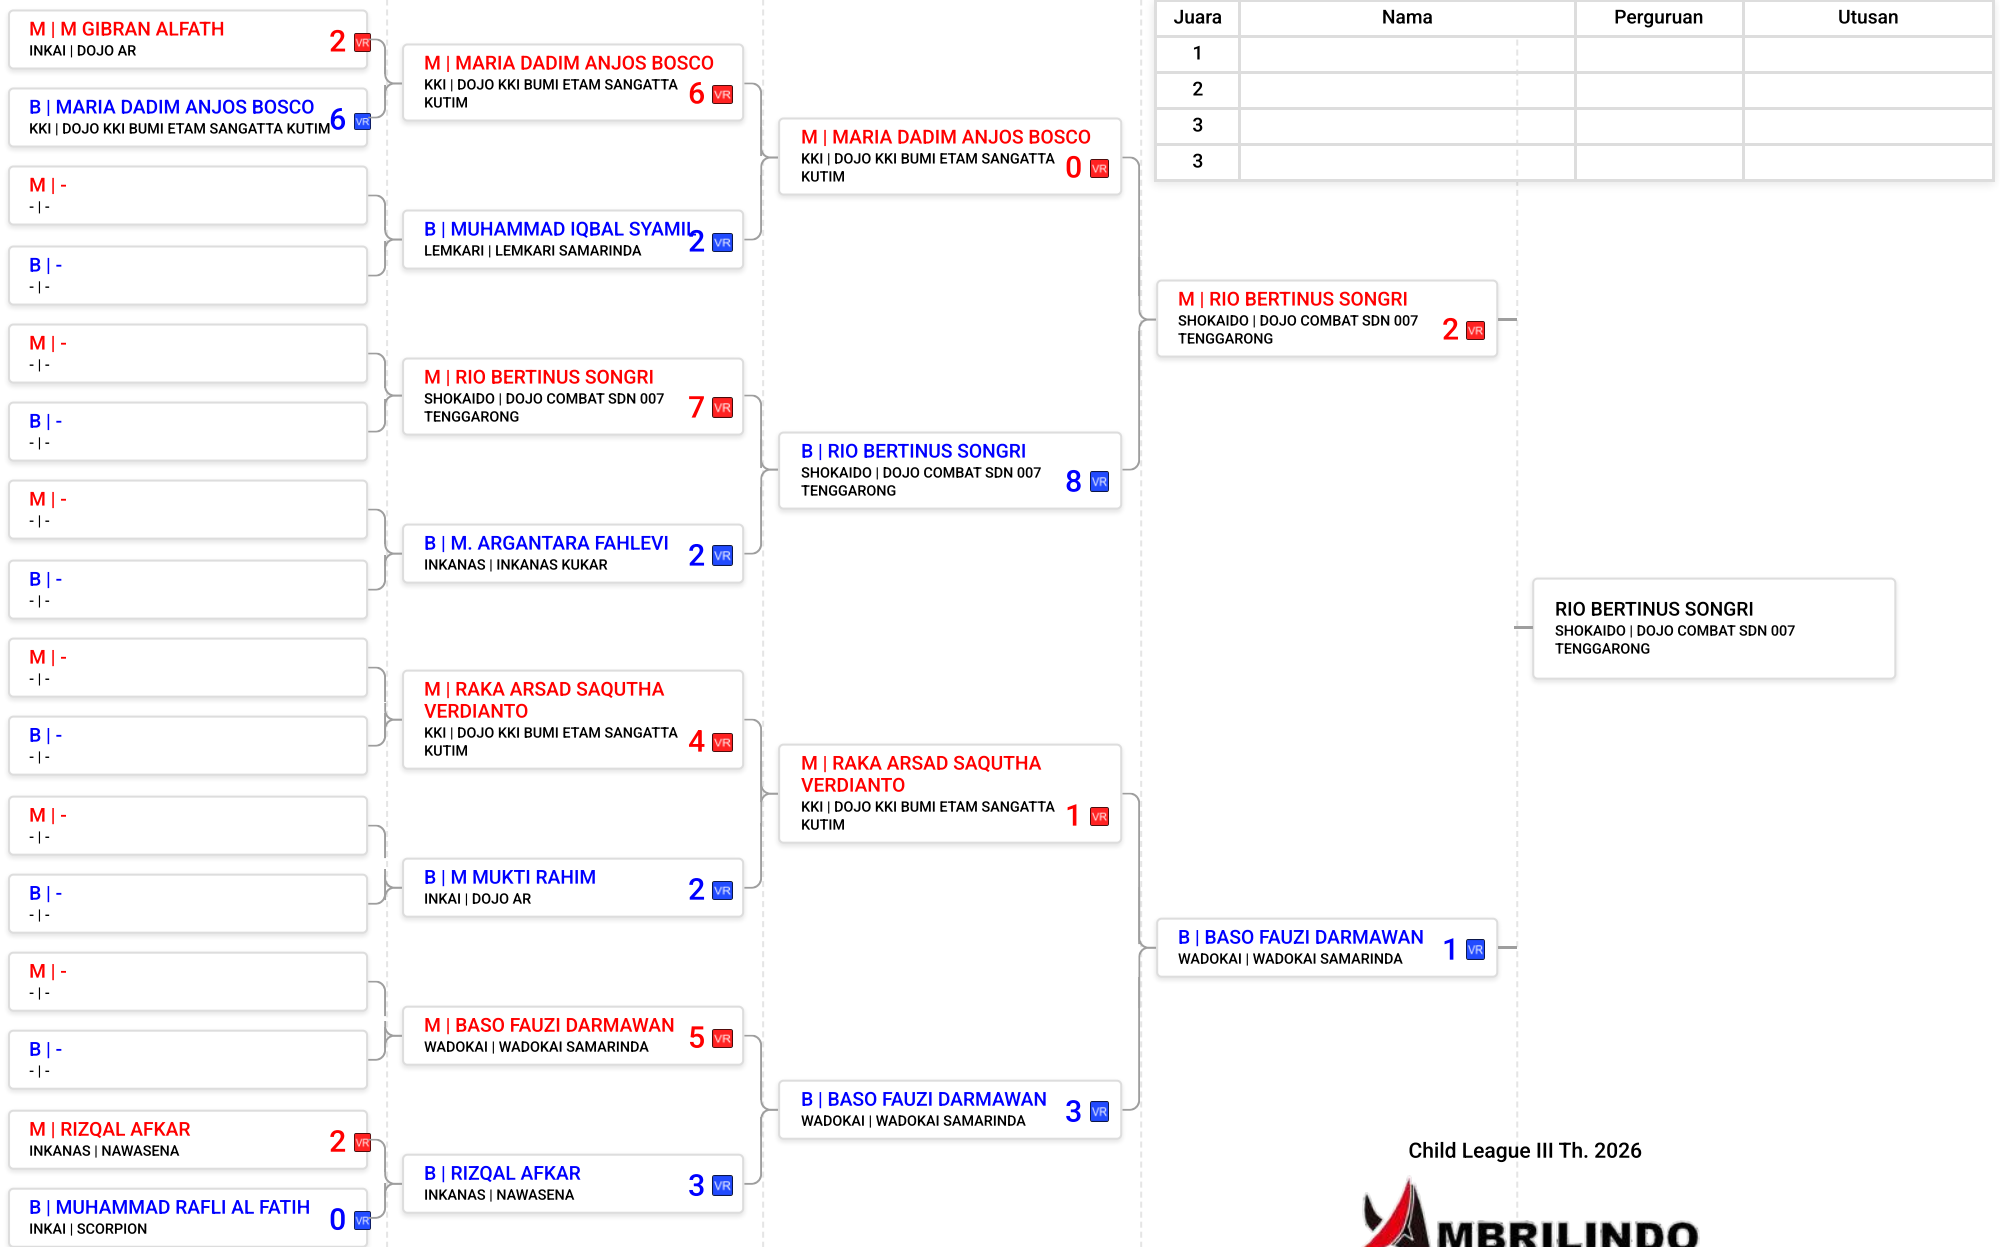 M | M GIBRAN ALFATH
INKAI | DOJO AR
2 VR
B | MARIA DADIM ANJOS BOSCO
KKI | DOJO KKI BUMI ETAM SANGATTA KUTIM
6 VR
M | -
- | -
B | -
- | -
M | -
- | -
B | -
- | -
M | -
- | -
B | -
- | -
M | -
- | -
B | -
- | -
M | -
- | -
B | -
- | -
M | -
- | -
B | -
- | -
M | RIZQAL AFKAR
INKANAS | NAWASENA
2 VR
B | MUHAMMAD RAFLI AL FATIH
INKAI | SCORPION
0 VR
M | MARIA DADIM ANJOS BOSCO
KKI | DOJO KKI BUMI ETAM SANGATTA
KUTIM
6 VR
B | MUHAMMAD IQBAL SYAMIL
LEMKARI | LEMKARI SAMARINDA
2 VR
M | RIO BERTINUS SONGRI
SHOKAIDO | DOJO COMBAT SDN 007
TENGGARONG
7 VR
B | M. ARGANTARA FAHLEVI
INKANAS | INKANAS KUKAR
2 VR
M | RAKA ARSAD SAQUTHA
VERDIANTO
KKI | DOJO KKI BUMI ETAM SANGATTA
KUTIM
4 VR
B | M MUKTI RAHIM
INKAI | DOJO AR
2 VR
M | BASO FAUZI DARMAWAN
WADOKAI | WADOKAI SAMARINDA
5 VR
B | RIZQAL AFKAR
INKANAS | NAWASENA
3 VR
M | MARIA DADIM ANJOS BOSCO
KKI | DOJO KKI BUMI ETAM SANGATTA
KUTIM
0 VR
B | RIO BERTINUS SONGRI
SHOKAIDO | DOJO COMBAT SDN 007
TENGGARONG
8 VR
M | RAKA ARSAD SAQUTHA
VERDIANTO
KKI | DOJO KKI BUMI ETAM SANGATTA
KUTIM
1 VR
B | BASO FAUZI DARMAWAN
WADOKAI | WADOKAI SAMARINDA
3 VR
M | RIO BERTINUS SONGRI
SHOKAIDO | DOJO COMBAT SDN 007
TENGGARONG
2 VR
B | BASO FAUZI DARMAWAN
WADOKAI | WADOKAI SAMARINDA
1 VR
RIO BERTINUS SONGRI
SHOKAIDO | DOJO COMBAT SDN 007
TENGGARONG
Juara Nama Perguruan Utusan
1
2
3
3
Child League III Th. 2026
MBRILINDO